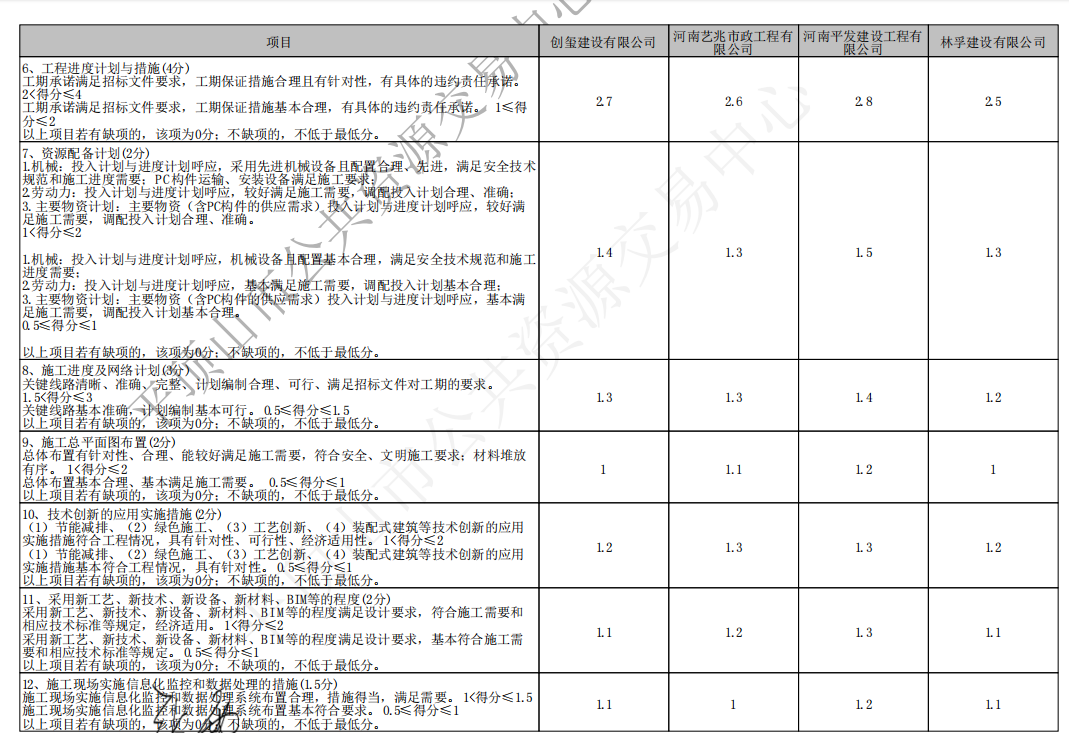 项目 创玺建设有限公司 河南艺兆市政工程有限公司 河南平发建设工程有限公司 林孚建设有限公司
6、工程进度计划与措施(4分)
工期承诺满足招标文件要求，工期保证措施合理且有针对性，有具体的违约责任承诺。
2<得分≤4
工期承诺满足招标文件要求，工期保证措施基本合理，有具体的违约责任承诺。 1≤得
分≤2
以上项目若有缺项的，该项为0分；不缺项的，不低于最低分。
2.7 2.6 2.8 2.5
7、资源配备计划(2分)
1.机械：投入计划与进度计划呼应，采用先进机械设备且配置合理、先进，满足安全技术
规范和施工进度需要；PC构件运输、安装设备满足施工要求；
2.劳动力：投入计划与进度计划呼应，较好满足施工需要，调配投入计划合理、准确；
3.主要物资计划：主要物资（含PC构件的供应需求）投入计划与进度计划呼应，较好满
足施工需要，调配投入计划合理、准确。
1<得分≤2
1.机械：投入计划与进度计划呼应，机械设备且配置基本合理，满足安全技术规范和施工
进度需要；
2.劳动力：投入计划与进度计划呼应，基本满足施工需要，调配投入计划基本合理；
3.主要物资计划：主要物资（含PC构件的供应需求）投入计划与进度计划呼应，基本满
足施工需要，调配投入计划基本合理。
0.5≤得分≤1
以上项目若有缺项的，该项为0分；不缺项的，不低于最低分。
1.4 1.3 1.5 1.3
8、施工进度及网络计划(3分)
关键线路清晰、准确、完整、计划编制合理、可行、满足招标文件对工期的要求。
1.5<得分≤3
关键线路基本准确，计划编制基本可行。0.5≤得分≤1.5
以上项目若有缺项的，该项为0分；不缺项的，不低于最低分。
1.3 1.3 1.4 1.2
9、施工总平面图布置(2分)
总体布置有针对性、合理、能较好满足施工需要，符合安全、文明施工要求；材料堆放
有序。 1<得分≤2
总体布置基本合理、基本满足施工需要。 0.5≤得分≤1
以上项目若有缺项的，该项为0分；不缺项的，不低于最低分。
1 1.1 1.2 1
10、技术创新的应用实施措施(2分)
（1）节能减排、（2）绿色施工、（3）工艺创新、（4）装配式建筑等技术创新的应用
实施措施符合工程情况，具有针对性、可行性、经济适用性。1<得分≤2
（1）节能减排、（2）绿色施工、（3）工艺创新、（4）装配式建筑等技术创新的应用
实施措施基本符合工程情况，具有针对性。0.5≤得分≤1
以上项目若有缺项的，该项为0分；不缺项的，不低于最低分。
1.2 1.3 1.3 1.2
11、采用新工艺、新技术、新设备、新材料、BIM等的程度(2分)
采用新工艺、新技术、新设备、新材料、BIM等的程度满足设计要求，符合施工需要和
相应技术标准等规定，经济适用。1<得分≤2
采用新工艺、新技术、新设备、新材料、BIM等的程度满足设计要求，基本符合施工需
要和相应技术标准等规定。0.5≤得分≤1
以上项目若有缺项的，该项为0分；不缺项的，不低于最低分。
1.1 1.2 1.3 1.1
12、施工现场实施信息化监控和数据处理的措施(1.5分)
施工现场实施信息化监控和数据处理系统布置合理，措施得当，满足需要。1<得分≤1.5
施工现场实施信息化监控和数据处理系统布置基本符合要求。0.5≤得分≤1
以上项目若有缺项的，该项为0分；不缺项的，不低于最低分。
1.1 1 1.2 1.1
平顶山市公共资源交易中心
山市公共资源交易中心